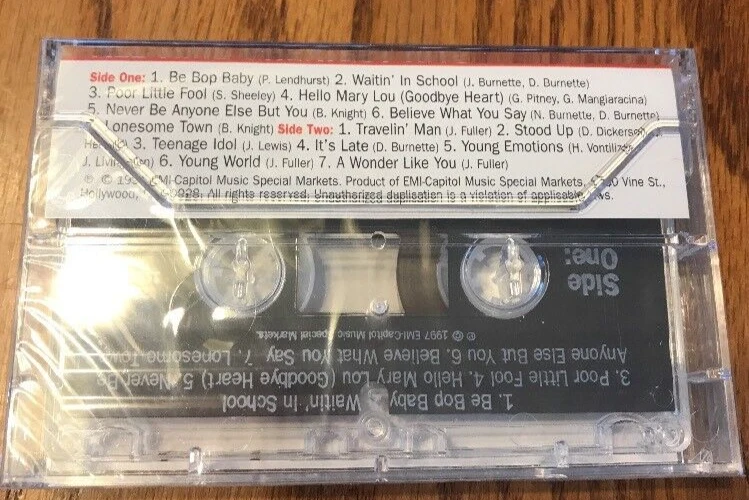 Side One: 1. Be Bop Baby (P. Lendhurst) 2. Waitin' In School (J. Burnette, D. Burnette)
3. Poor Little Fool (S. Sheeley) 4. Hello Mary Lou (Goodbye Heart) (G. Pitney, G. Mangiaracina)
5. Never Be Anyone Else But You (B. Knight) 6. Believe What You Say (N. Burnette, D. Burnette)
7. Lonesome Town (B. Knight) Side Two: 1. Travelin' Man (J. Fuller) 2. Stood Up (D. Dickerson
3. Teenage Idol (J. Lewis) 4. It's Late (D. Burnette) 5. Young Emotions (H.
J. Livingston) 6. Young World (J. Fuller) 7. A Wonder Like You (J. Fuller)
℗ © EMI-Capitol Music Special Markets. Product of EMI-Capitol Music Special Markets, Vine St.,
Hollywood, All rights reserved. Unauthorized duplication is a violation of applicable laws.
Side
One:
1. Be Bop Baby Waitin' In School
3. Poor Little Fool 4. Hello Mary Lou (Goodbye Heart) 5. Never Be
Anyone Else But You 6. Believe What You Say 7. Lonesome Town
℗ © 1997 EMI-Capitol Music Special Markets.